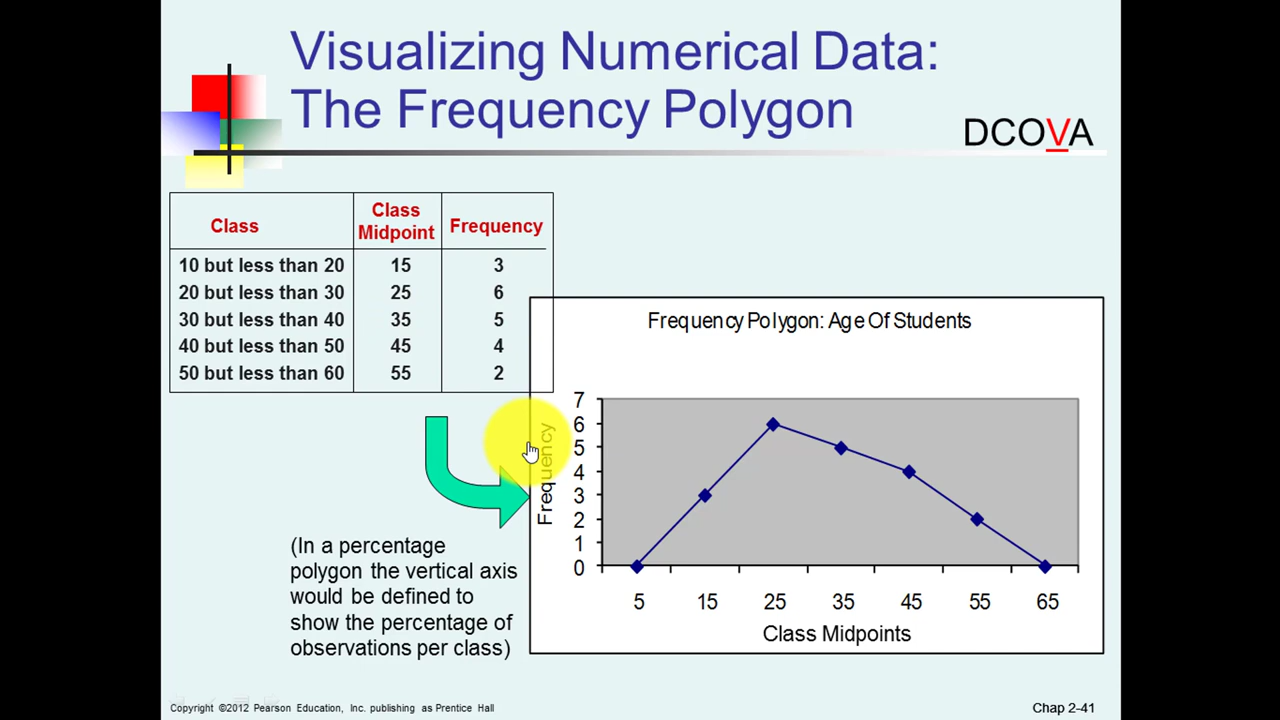 Visualizing Numerical Data:
The Frequency Polygon
DCOVA
Class Class Midpoint Frequency
10 but less than 20 15 3
20 but less than 30 25 6
30 but less than 40 35 5
40 but less than 50 45 4
50 but less than 60 55 2
Frequency Polygon: Age Of Students
Frequency
7
6
5
4
3
2
1
0
5 15 25 35 45 55 65
Class Midpoints
(In a percentage
polygon the vertical axis
would be defined to
show the percentage of
observations per class)
Copyright ©2012 Pearson Education, Inc. publishing as Prentice Hall
Chap 2-41